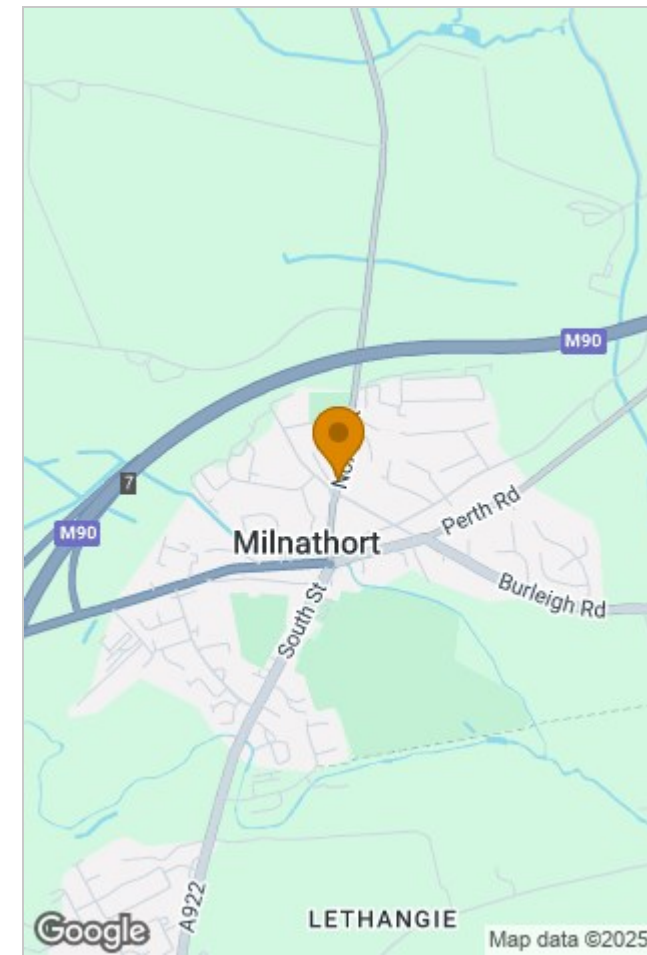 M90
7
M90
Milnathort
Perth Rd
Burleigh Rd
South St
A922
LETHANGIE
Google
Map data ©2025